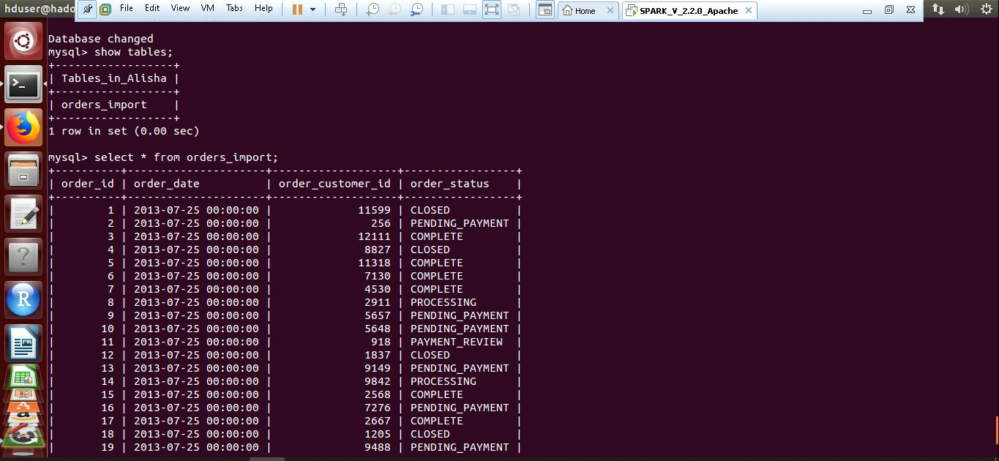 hduser@hado
File Edit View VM Tabs Help
Home
SPARK_V_2.2.0_Apache
Database changed
mysql> show tables;
+------------------+
| Tables_in_Alisha |
+------------------+
| orders_import    |
+------------------+
1 row in set (0.00 sec)
mysql> select * from orders_import;
+----------+---------------------+-------------------+-----------------+
| order_id | order_date          | order_customer_id | order_status    |
+----------+---------------------+-------------------+-----------------+
|        1 | 2013-07-25 00:00:00 |             11599 | CLOSED          |
|        2 | 2013-07-25 00:00:00 |               256 | PENDING_PAYMENT |
|        3 | 2013-07-25 00:00:00 |             12111 | COMPLETE        |
|        4 | 2013-07-25 00:00:00 |              8827 | CLOSED          |
|        5 | 2013-07-25 00:00:00 |             11318 | COMPLETE        |
|        6 | 2013-07-25 00:00:00 |              7130 | COMPLETE        |
|        7 | 2013-07-25 00:00:00 |              4530 | COMPLETE        |
|        8 | 2013-07-25 00:00:00 |              2911 | PROCESSING      |
|        9 | 2013-07-25 00:00:00 |              5657 | PENDING_PAYMENT |
|       10 | 2013-07-25 00:00:00 |              5648 | PENDING_PAYMENT |
|       11 | 2013-07-25 00:00:00 |               918 | PAYMENT_REVIEW  |
|       12 | 2013-07-25 00:00:00 |              1837 | CLOSED          |
|       13 | 2013-07-25 00:00:00 |              9149 | PENDING_PAYMENT |
|       14 | 2013-07-25 00:00:00 |              9842 | PROCESSING      |
|       15 | 2013-07-25 00:00:00 |              2568 | COMPLETE        |
|       16 | 2013-07-25 00:00:00 |              7276 | PENDING_PAYMENT |
|       17 | 2013-07-25 00:00:00 |              2667 | COMPLETE        |
|       18 | 2013-07-25 00:00:00 |              1205 | CLOSED          |
|       19 | 2013-07-25 00:00:00 |              9488 | PENDING_PAYMENT |